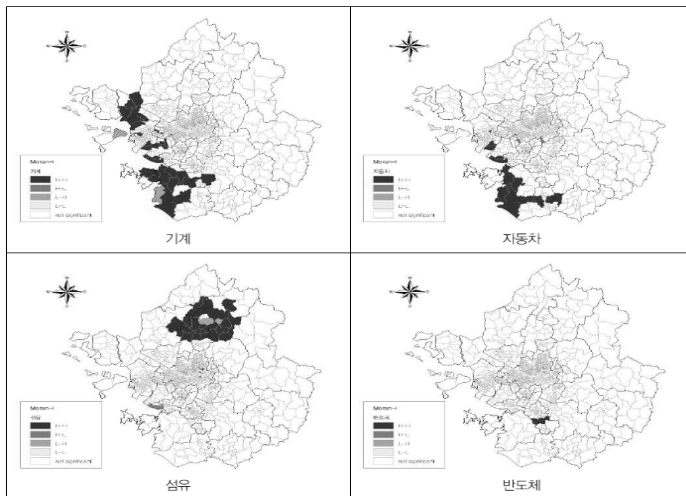 Moran-I
기계
H-H
H-L
L-H
L-L
not significant
기계
Moran-I
자동차
H-H
H-L
L-H
L-L
not significant
자동차
Moran-I
섬유
H-H
H-L
L-H
L-L
not significant
섬유
Moran-I
반도체
H-H
H-L
L-H
L-L
not significant
반도체